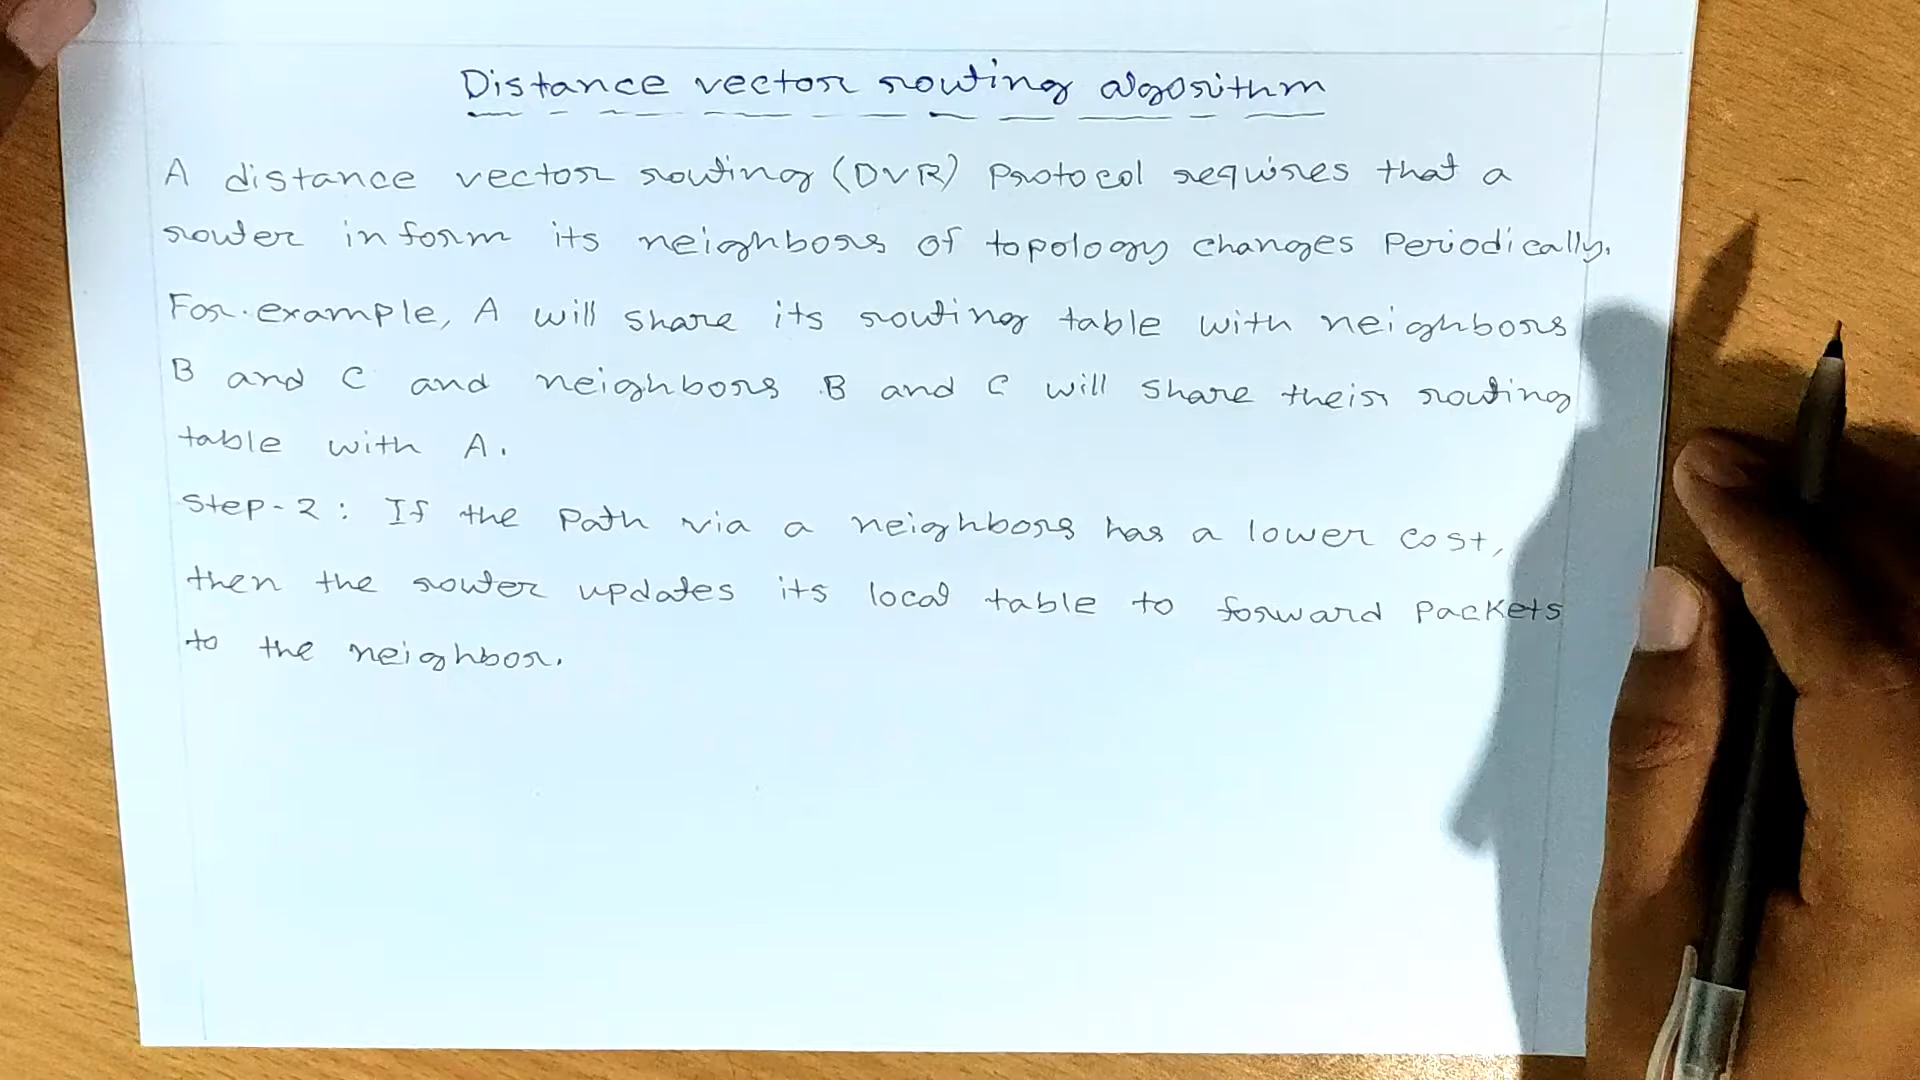 Distance vector routing algorithm
A distance vector routing (DVR) Protocol requires that a
router inform its neighbors of topology changes Periodically.
For example, A will share its routing table with neighbors
B and C and neighbors B and C will share their routing
table with A.
Step-2: If the Path via a neighbors has a lower cost,
then the router updates its local table to forward Packets
to the neighbor.